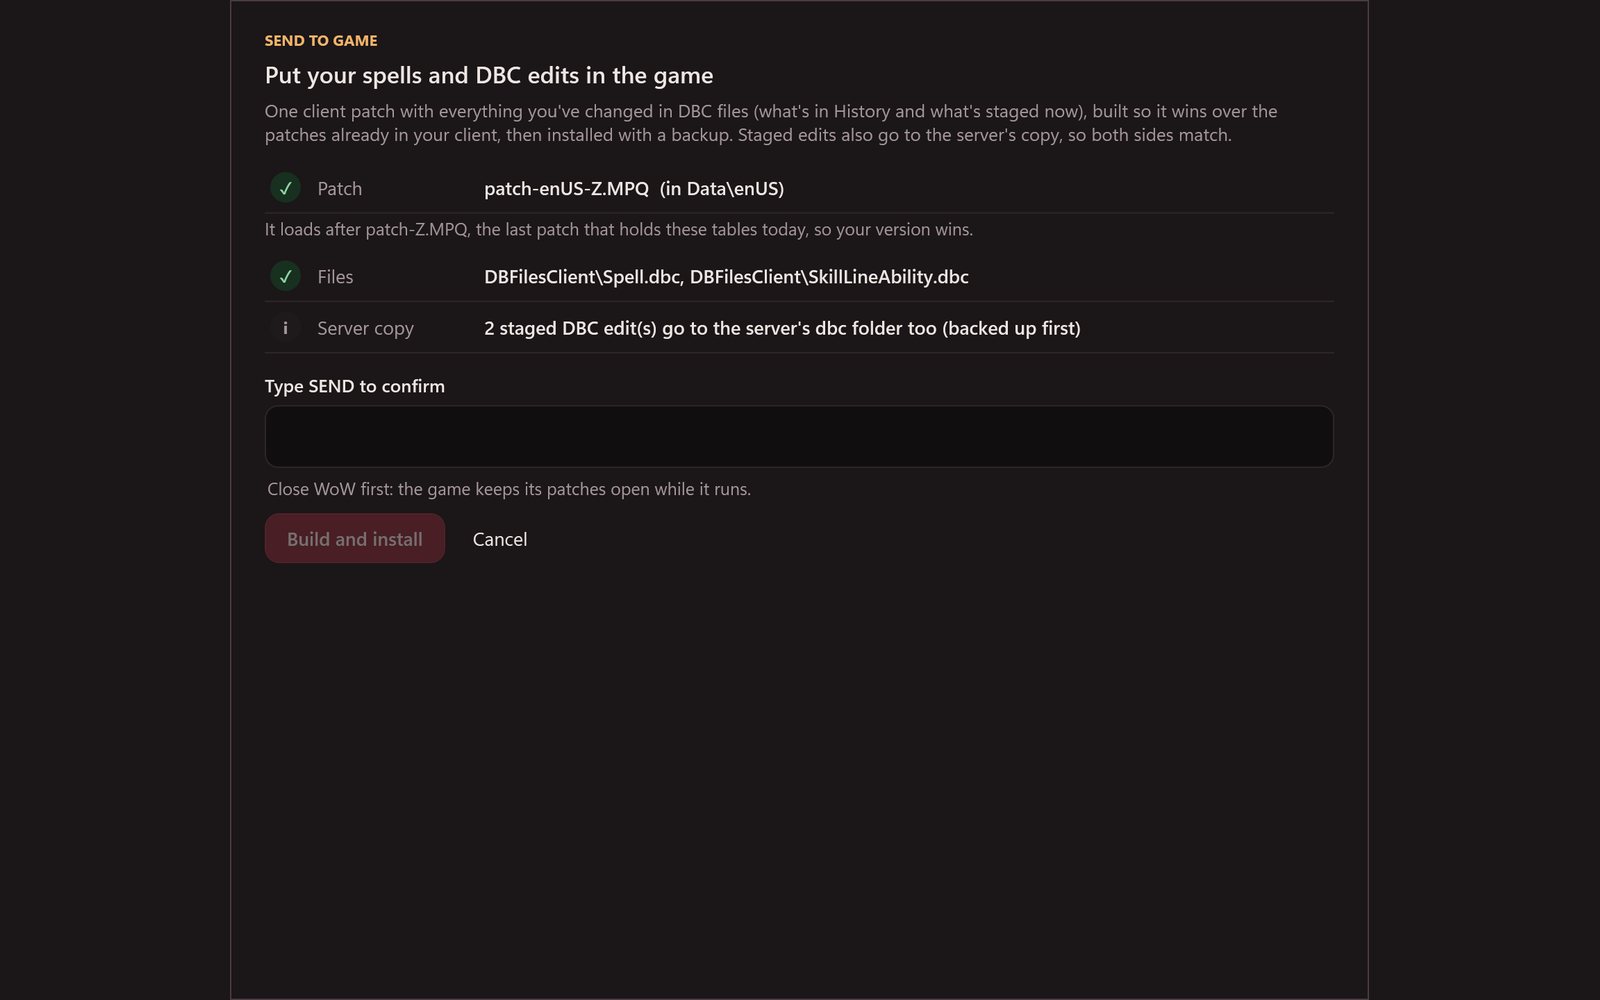 SEND TO GAME
Put your spells and DBC edits in the game
One client patch with everything you've changed in DBC files (what's in History and what's staged now), built so it wins over the
patches already in your client, then installed with a backup. Staged edits also go to the server's copy, so both sides match.
✓ Patch patch-enUS-Z.MPQ (in Data\enUS)
It loads after patch-Z.MPQ, the last patch that holds these tables today, so your version wins.
✓ Files DBFilesClient\Spell.dbc, DBFilesClient\SkillLineAbility.dbc
i Server copy 2 staged DBC edit(s) go to the server's dbc folder too (backed up first)
Type SEND to confirm
Close WoW first: the game keeps its patches open while it runs.
Build and install Cancel